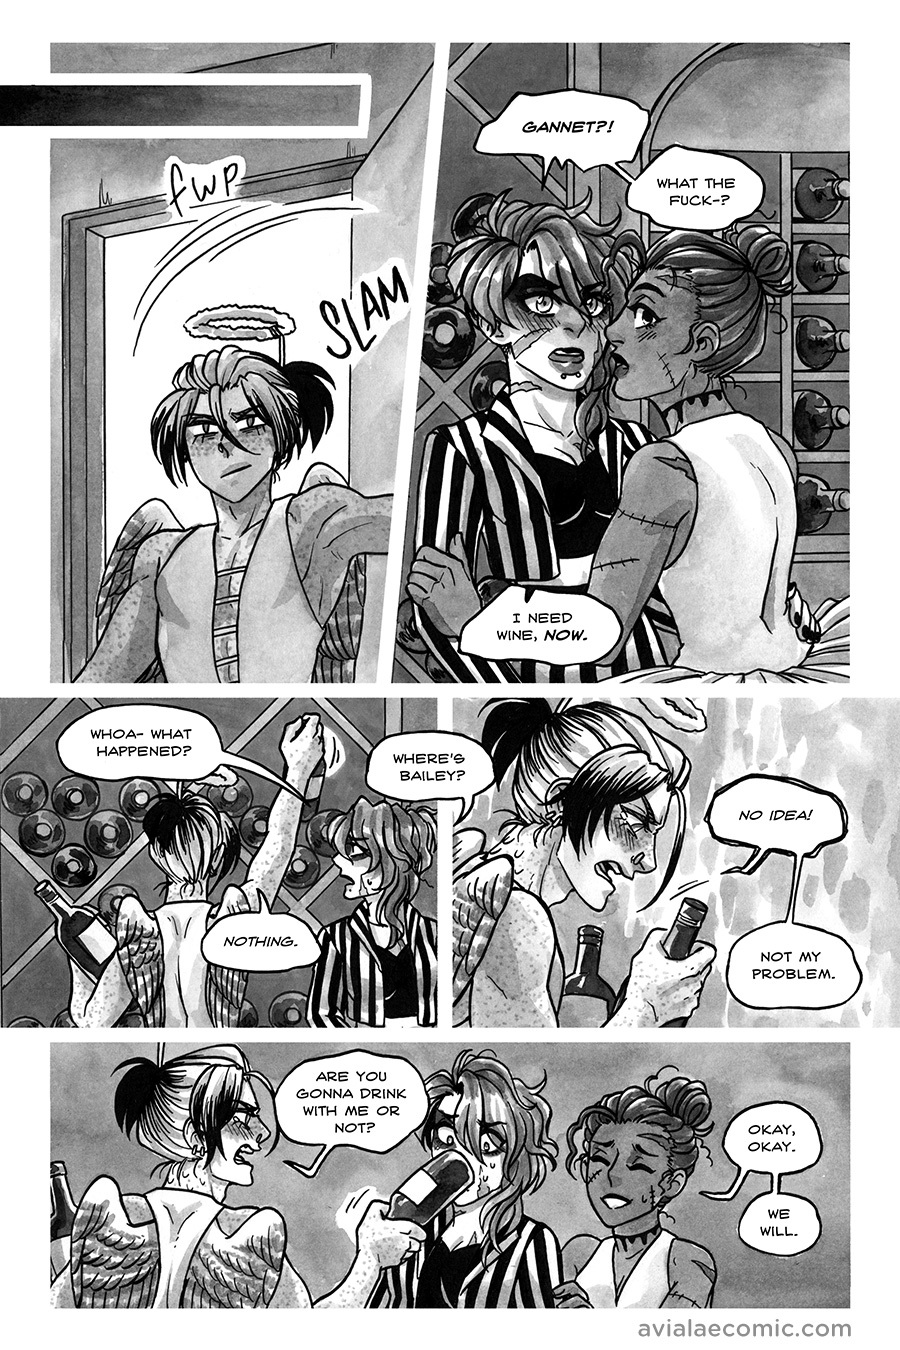 fwp
SLAM
GANNET?!
WHAT THE
FUCK-?
I NEED
WINE, NOW.
WHOA- WHAT
HAPPENED?
NOTHING.
WHERE'S
BAILEY?
NO IDEA!
NOT MY
PROBLEM.
ARE YOU
GONNA DRINK
WITH ME OR
NOT?
OKAY,
OKAY.
WE
WILL.
avialaecomic.com